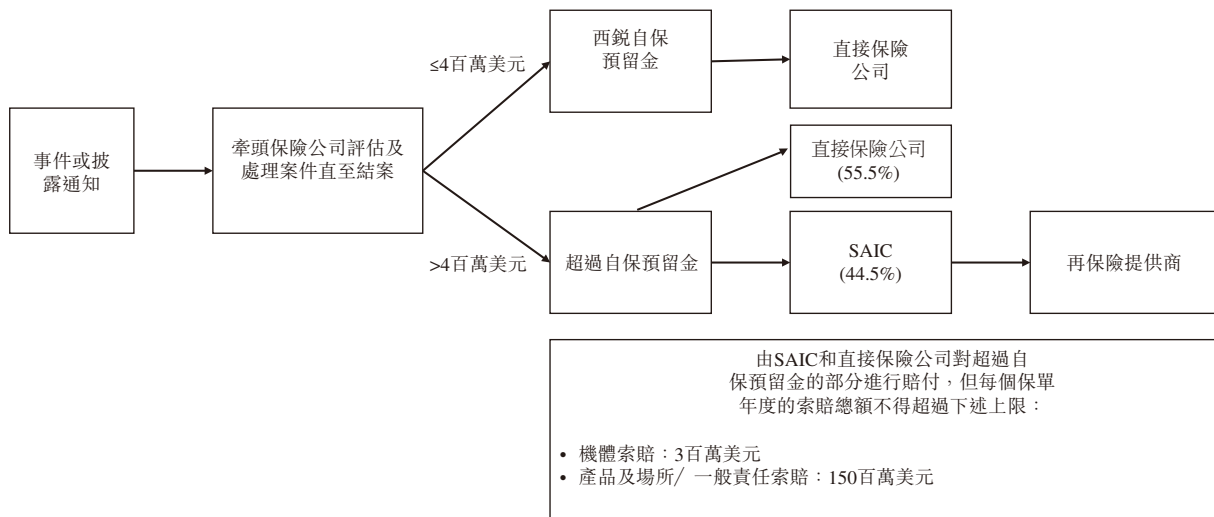 事件或披
露通知
牽頭保險公司評估及
處理案件直至結案
≤4百萬美元
西銳自保
預留金
直接保險
公司
>4百萬美元
超過自保預留金
直接保險公司
(55.5%)
SAIC
(44.5%)
再保險提供商
由SAIC和直接保險公司對超過自
保預留金的部分進行賠付，但每個保單
年度的索賠總額不得超過下述上限：
• 機體索賠：3百萬美元
• 產品及場所/ 一般責任索賠：150百萬美元